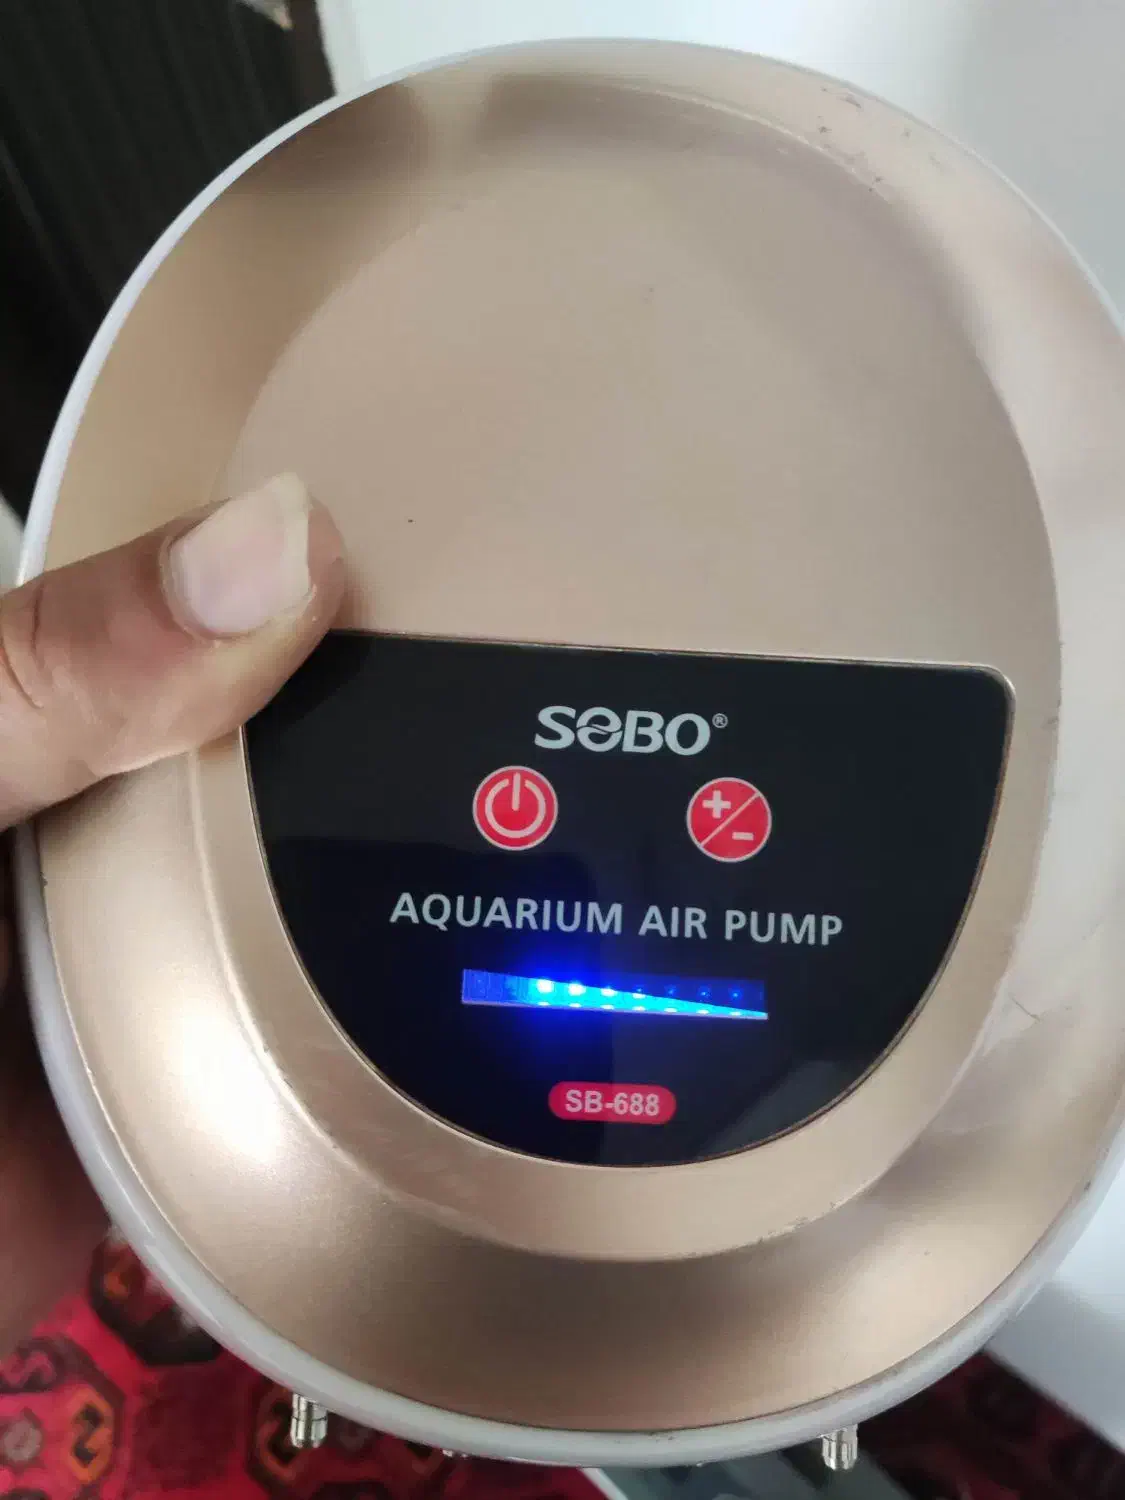 SOBO®
+ -
AQUARIUM AIR PUMP
SB-688